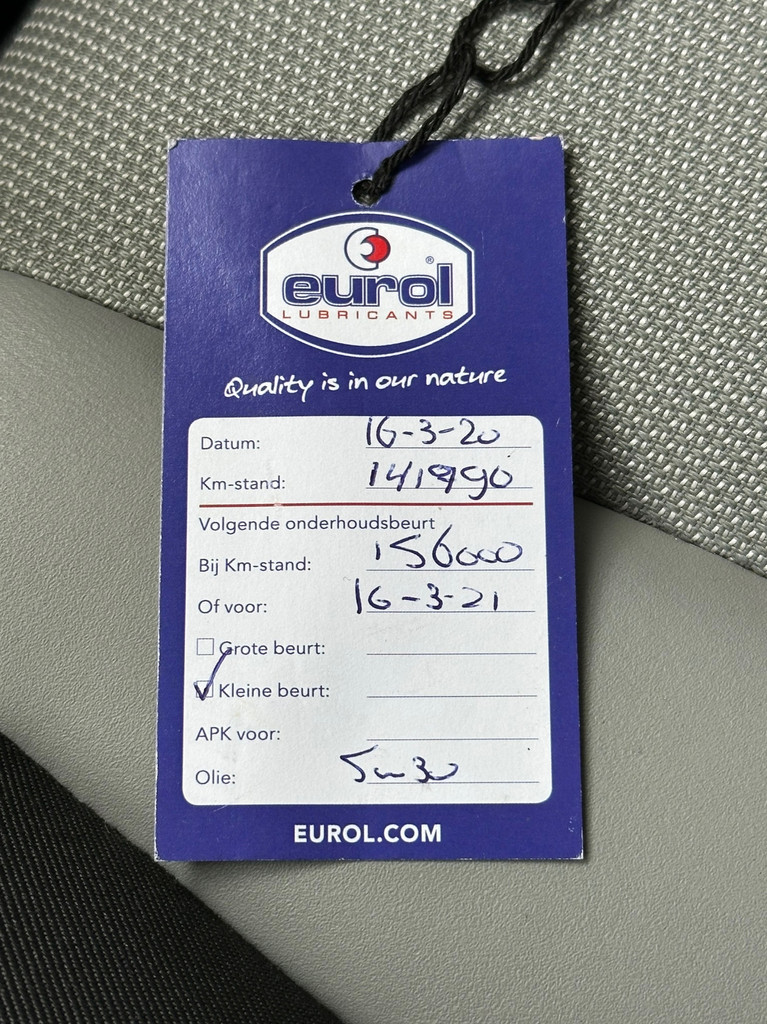 eurol®
LUBRICANTS
Quality is in our nature
Datum: 16-3-20
Km-stand: 141990
Volgende onderhoudsbeurt
Bij Km-stand: 156000
Of voor: 16-3-21
Grote beurt:
Kleine beurt:
APK voor:
Olie: 5w30
EUROL.COM